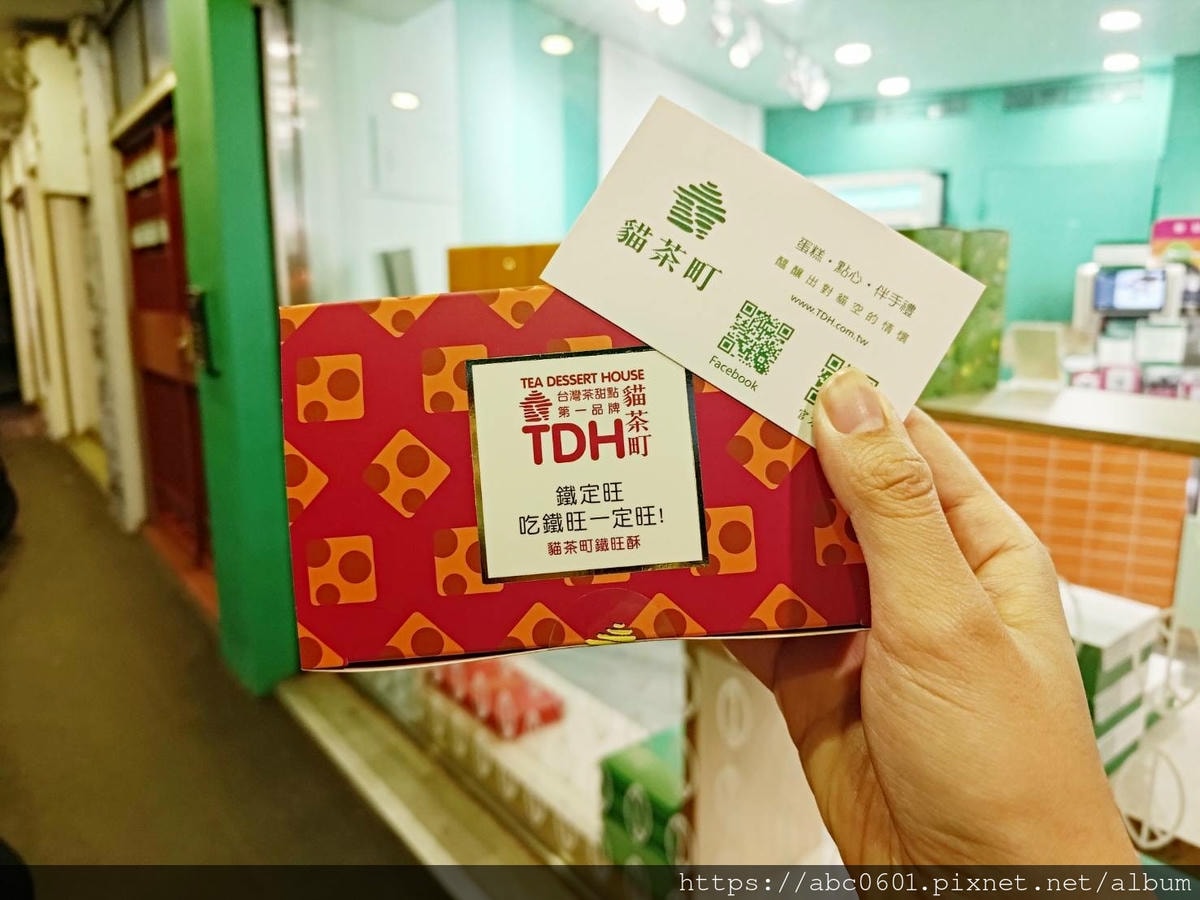 貓茶町
蛋糕・點心・伴手禮
醞釀出對貓空的情懷
www.TDH.com.tw
Facebook
官
TEA DESSERT HOUSE
台灣茶甜點
第一品牌
TDH
貓茶町
鐵定旺
吃鐵旺一定旺!
貓茶町鐵旺酥
https://abc0601.pixnet.net/album